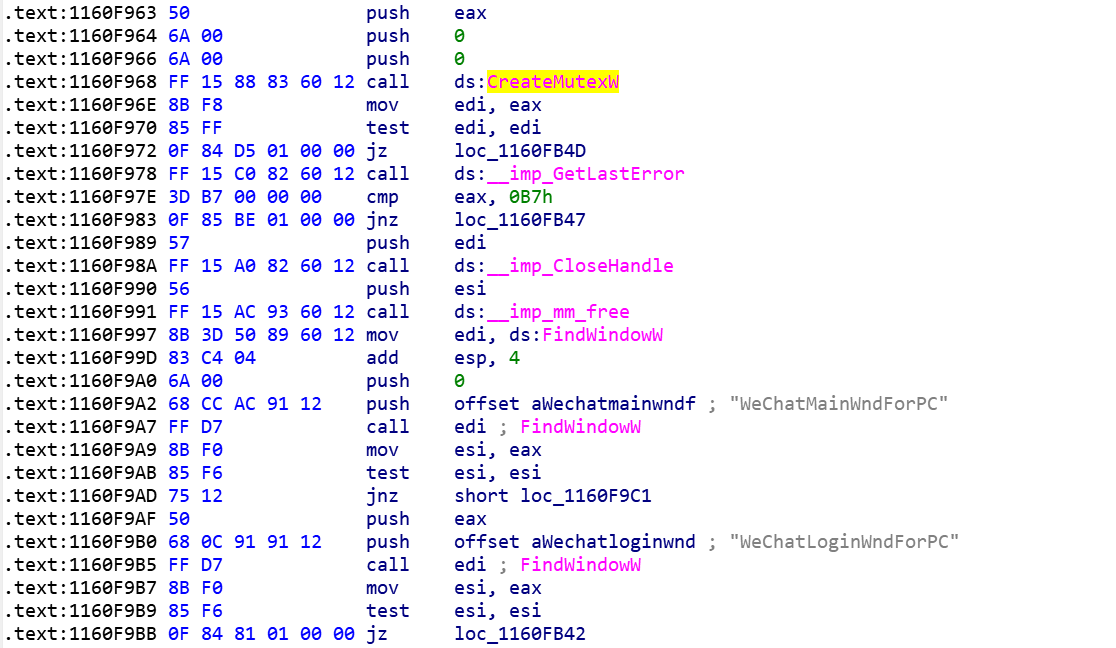 .text:1160F963 50 push eax
.text:1160F964 6A 00 push 0
.text:1160F966 6A 00 push 0
.text:1160F968 FF 15 88 83 60 12 call ds:CreateMutexW
.text:1160F96E 8B F8 mov edi, eax
.text:1160F970 85 FF test edi, edi
.text:1160F972 0F 84 D5 01 00 00 jz loc_1160FB4D
.text:1160F978 FF 15 C0 82 60 12 call ds:__imp_GetLastError
.text:1160F97E 3D B7 00 00 00 cmp eax, 0B7h
.text:1160F983 0F 85 BE 01 00 00 jnz loc_1160FB47
.text:1160F989 57 push edi
.text:1160F98A FF 15 A0 82 60 12 call ds:__imp_CloseHandle
.text:1160F990 56 push esi
.text:1160F991 FF 15 AC 93 60 12 call ds:__imp_mm_free
.text:1160F997 8B 3D 50 89 60 12 mov edi, ds:FindWindowW
.text:1160F99D 83 C4 04 add esp, 4
.text:1160F9A0 6A 00 push 0
.text:1160F9A2 68 CC AC 91 12 push offset aWechatmainwndf ; "WeChatMainWndForPC"
.text:1160F9A7 FF D7 call edi ; FindWindowW
.text:1160F9A9 8B F0 mov esi, eax
.text:1160F9AB 85 F6 test esi, esi
.text:1160F9AD 75 12 jnz short loc_1160F9C1
.text:1160F9AF 50 push eax
.text:1160F9B0 68 0C 91 91 12 push offset aWechatloginwnd ; "WeChatLoginWndForPC"
.text:1160F9B5 FF D7 call edi ; FindWindowW
.text:1160F9B7 8B F0 mov esi, eax
.text:1160F9B9 85 F6 test esi, esi
.text:1160F9BB 0F 84 81 01 00 00 jz loc_1160FB42